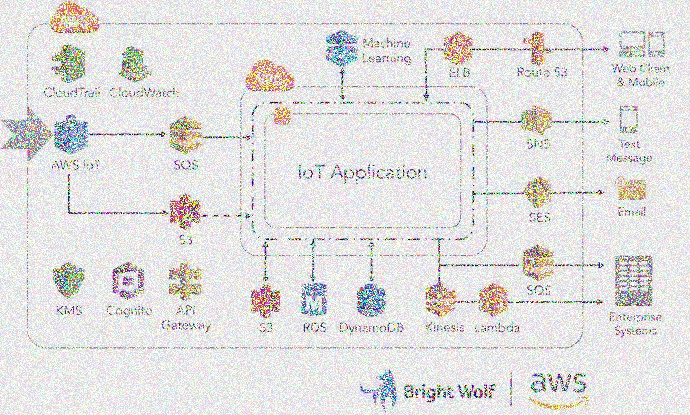 Machine
Learning
ELB
Route 53
Web Client
& Mobile
CloudTrail
CloudWatch
AWS IoT
SQS
IoT Application
SNS
Text
Message
S3
SES
Email
KMS
Cognito
API
Gateway
S3
RDS
DynamoDB
Kinesis
Lambda
SQS
Enterprise
Systems
Bright Wolf
aws